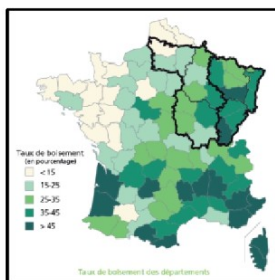 Taux de boisement
(en pourcentage)
< 15
15-25
25-35
35-45
> 45
Taux de boisement des départements